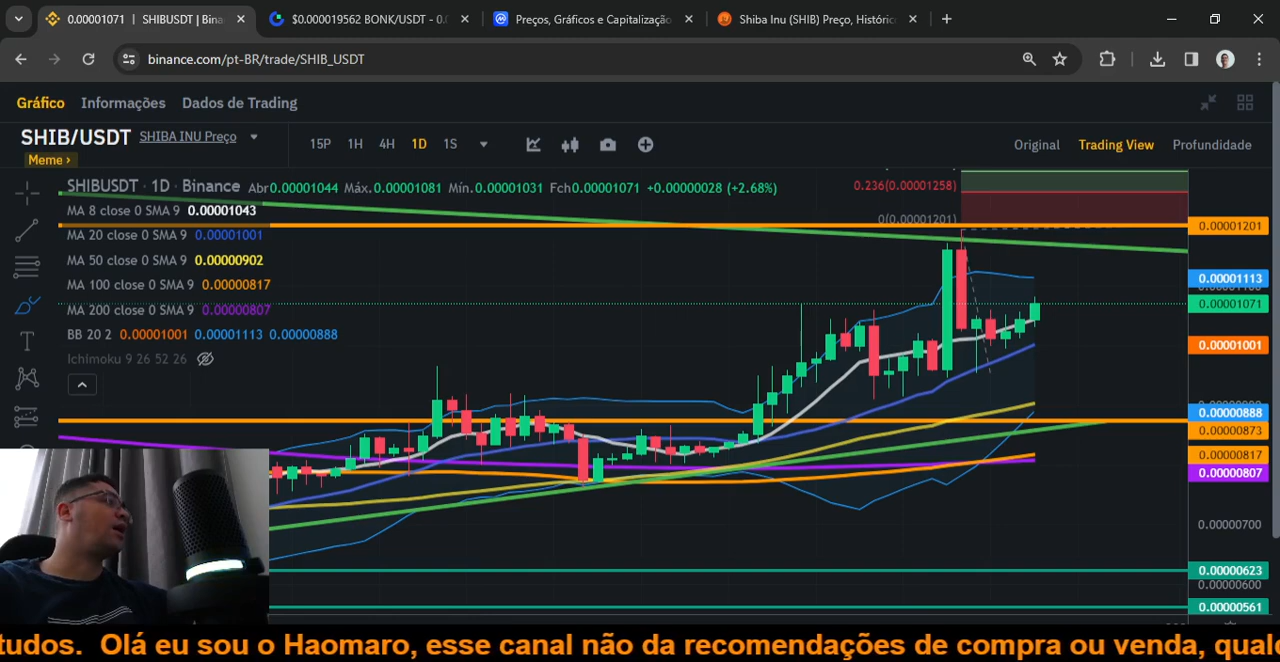 0.00001071 | SHIBUSDT | Bina
$0.000019562 BONK/USDT - 0.
Preços, Gráficos e Capitalização
Shiba Inu (SHIB) Preço, Históric
binance.com/pt-BR/trade/SHIB_USDT
Gráfico Informações Dados de Trading
SHIB/USDT SHIBA INU Preço
Meme
15P 1H 4H 1D 1S
Original Trading View Profundidade
SHIBUSDT · 1D · Binance Abr0.00001044 Máx.0.00001081 Mín.0.00001031 Fch0.00001071 +0.00000028 (+2.68%)
MA 8 close 0 SMA 9 0.00001043
MA 20 close 0 SMA 9 0.00001001
MA 50 close 0 SMA 9 0.00000902
MA 100 close 0 SMA 9 0.00000817
MA 200 close 0 SMA 9 0.00000807
BB 20 2 0.00001001 0.00001113 0.00000888
Ichimoku 9 26 52 26
0.236(0.00001258)
0(0.00001201)
0.00001201
0.00001113
0.00001071
0.00001001
0.00000888
0.00000873
0.00000817
0.00000807
0.00000700
0.00000623
0.00000600
0.00000561
tudos. Olá eu sou o Haomaro, esse canal não da recomendações de compra ou venda, qualq